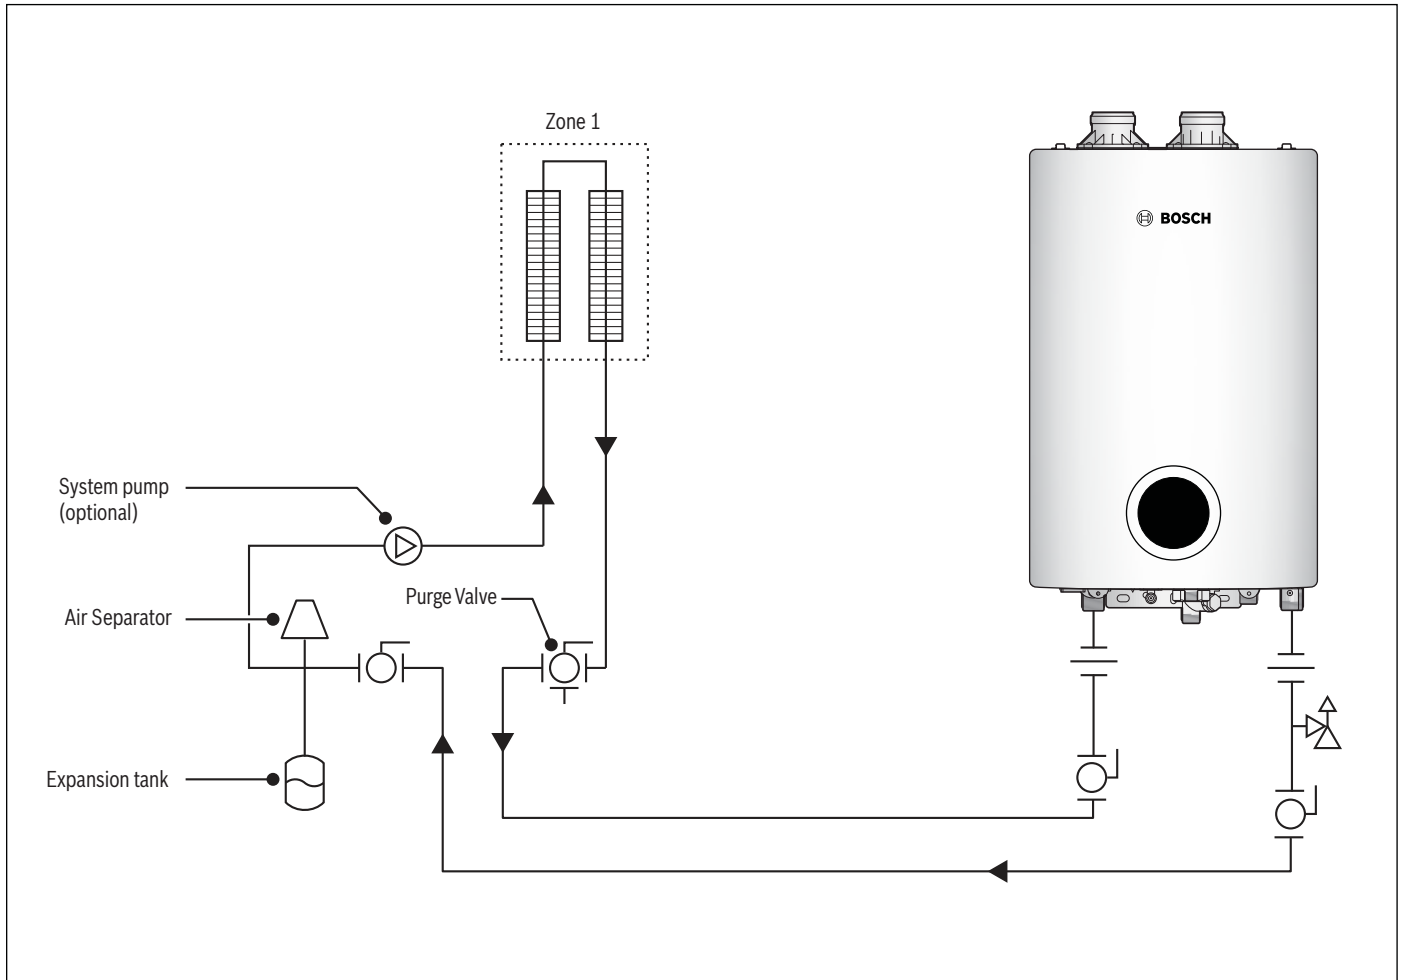 Zone 1
BOSCH
System pump
(optional)
Purge Valve
Air Separator
Expansion tank